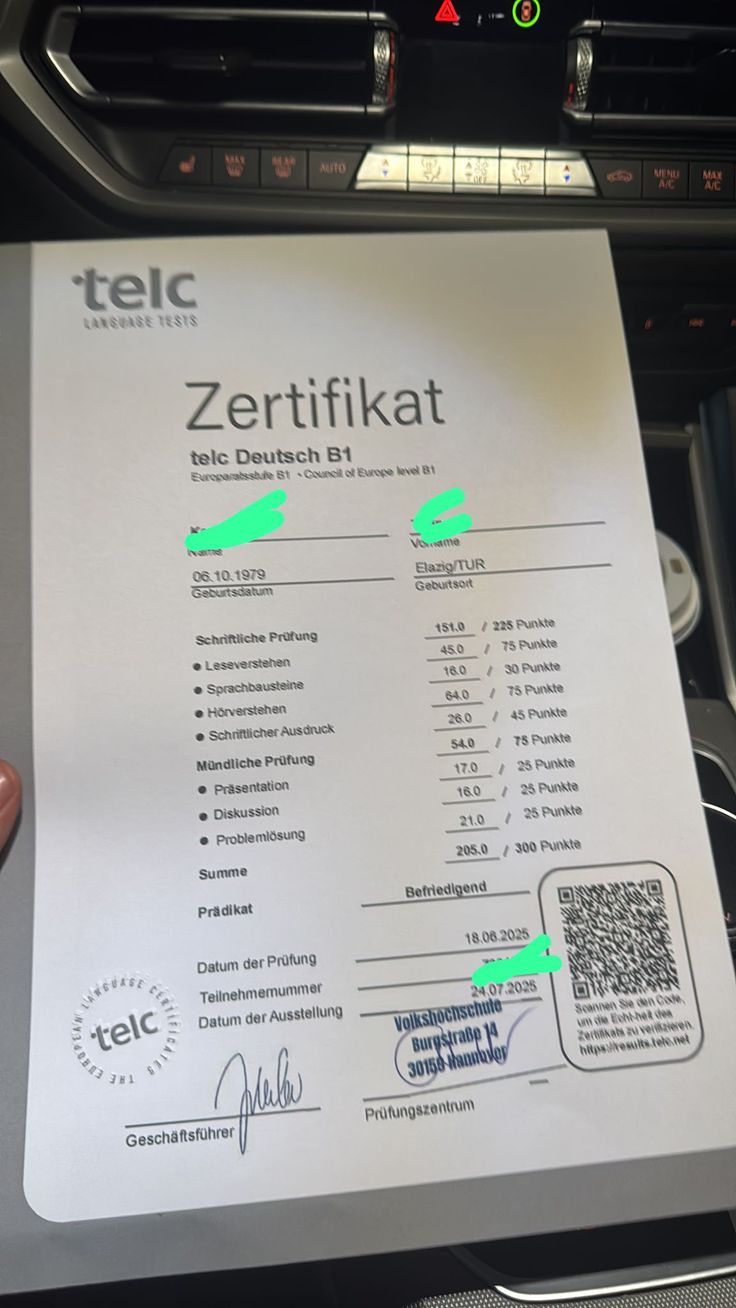 MAX
REAR
AUTO
OFF
MENU
A/C
MAX
A/C
telc
LANGUAGE TESTS
Zertifikat
telc Deutsch B1
Europaratsstufe B1 • Council of Europe level B1
Name
Vorname
06.10.1979
Elazig/TUR
Geburtsdatum
Geburtsort
Schriftliche Prüfung 151.0 / 225 Punkte
• Leseverstehen 45.0 / 75 Punkte
• Sprachbausteine 16.0 / 30 Punkte
• Hörverstehen 64.0 / 75 Punkte
• Schriftlicher Ausdruck 26.0 / 45 Punkte
Mündliche Prüfung 54.0 / 75 Punkte
• Präsentation 17.0 / 25 Punkte
• Diskussion 16.0 / 25 Punkte
• Problemlösung 21.0 / 25 Punkte
Summe 205.0 / 300 Punkte
Prädikat Befriedigend
Datum der Prüfung 18.06.2025
Teilnehmernummer
Datum der Ausstellung 24.07.2025
Scannen Sie den Code,
um die Echt-heit des
Zertifikats zu verifizieren.
https://results.telc.net
THE EUROPEAN LANGUAGE CERTIFICATES
telc
Volkshochschule
Burgstraße 14
30159 Hannover
Geschäftsführer
Prüfungszentrum